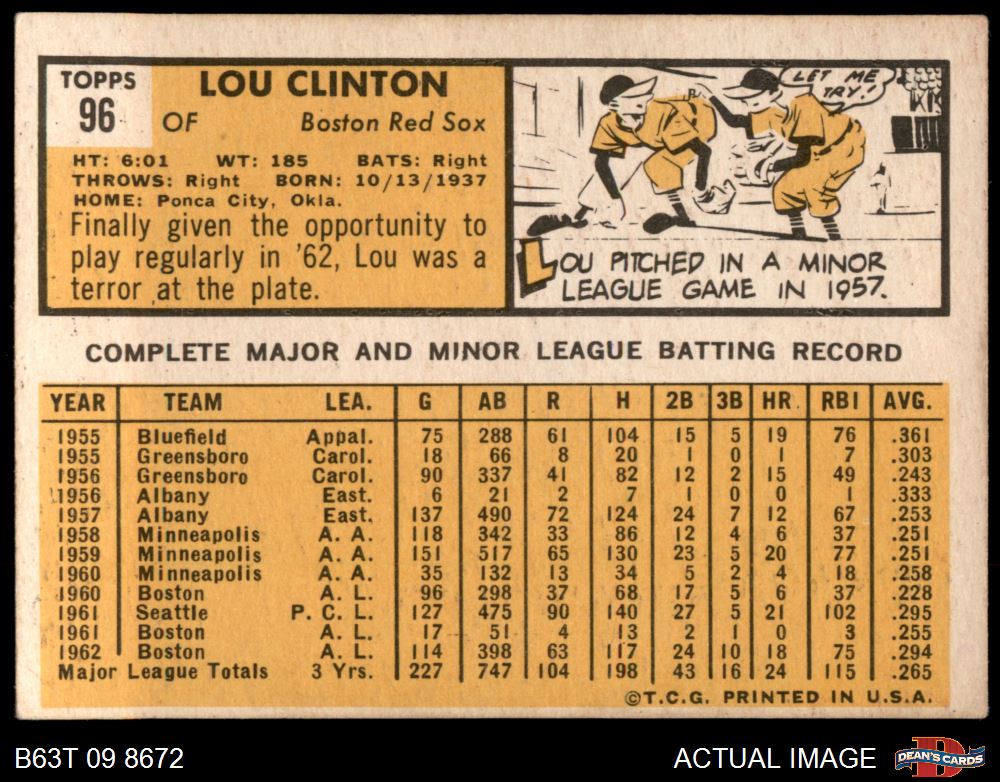 TOPPS
96
LOU CLINTON
OF Boston Red Sox
HT: 6:01 WT: 185 BATS: Right
THROWS: Right BORN: 10/13/1937
HOME: Ponca City, Okla.
Finally given the opportunity to
play regularly in '62, Lou was a
terror at the plate.
LET ME
TRY!
LOU PITCHED IN A MINOR
LEAGUE GAME IN 1957.
COMPLETE MAJOR AND MINOR LEAGUE BATTING RECORD
YEAR TEAM LEA. G AB R H 2B 3B HR. RBI AVG.
1955 Bluefield Appal. 75 288 61 104 15 5 19 76 .361
1955 Greensboro Carol. 18 66 8 20 1 0 1 7 .303
1956 Greensboro Carol. 90 337 41 82 12 2 15 49 .243
1956 Albany East. 6 21 2 7 1 0 0 1 .333
1957 Albany East. 137 490 72 124 24 7 12 67 .253
1958 Minneapolis A. A. 118 342 33 86 12 4 6 37 .251
1959 Minneapolis A. A. 151 517 65 130 23 5 20 77 .251
1960 Minneapolis A. A. 35 132 13 34 5 2 4 18 .258
1960 Boston A. L. 96 298 37 68 17 5 6 37 .228
1961 Seattle P. C. L. 127 475 90 140 27 5 21 102 .295
1961 Boston A. L. 17 51 4 13 2 1 0 3 .255
1962 Boston A. L. 114 398 63 117 24 10 18 75 .294
Major League Totals 3 Yrs. 227 747 104 198 43 16 24 115 .265
©T.C.G. PRINTED IN U.S.A.
B63T 09 8672 ACTUAL IMAGE
DEAN'S CARDS